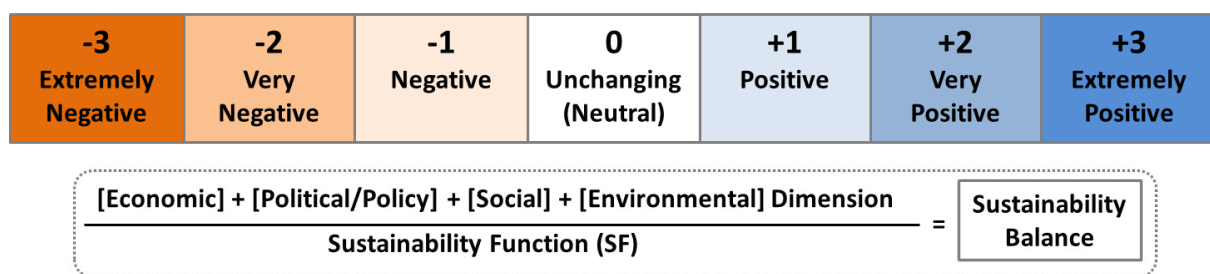 -3 -2 -1 0 +1 +2 +3
Extremely Very Negative Unchanging Positive Very Extremely
Negative Negative (Neutral) Positive Positive
[Economic] + [Political/Policy] + [Social] + [Environmental] Dimension
Sustainability Function (SF)
=
Sustainability
Balance